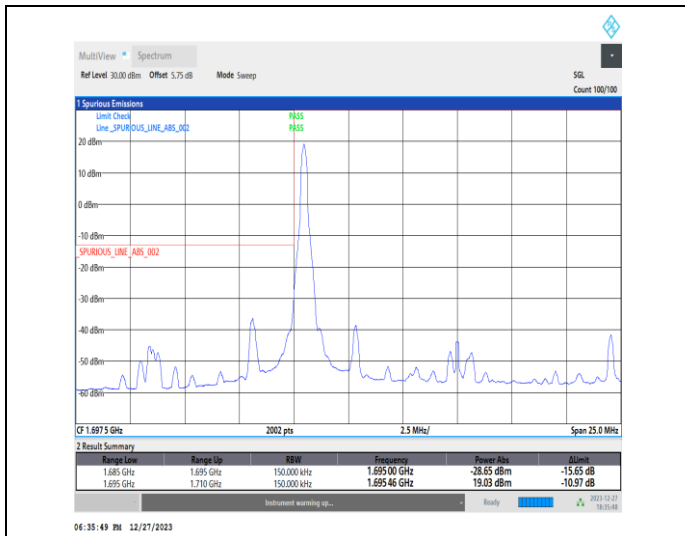 MultiView Spectrum
Ref Level 30.00 dBm Offset 5.75 dB Mode Sweep SGL
Count 100/100
1 Spurious Emissions
Limit Check PASS
Line _SPURIOUS_LINE_ABS_002 PASS
20 dBm
10 dBm
0 dBm
-10 dBm
_SPURIOUS_LINE_ABS_002
-20 dBm
-30 dBm
-40 dBm
-50 dBm
-60 dBm
CF 1.6975 GHz 2002 pts 2.5 MHz/ Span 25.0 MHz
2 Result Summary
Range Low Range Up RBW Frequency Power Abs ΔLimit
1.685 GHz 1.695 GHz 150.000 kHz 1.69500 GHz -28.65 dBm -15.65 dB
1.695 GHz 1.710 GHz 150.000 kHz 1.69546 GHz 19.03 dBm -10.97 dB
Instrument warming up... Ready 2023-12-27
18:35:48
06:35:49 PM 12/27/2023